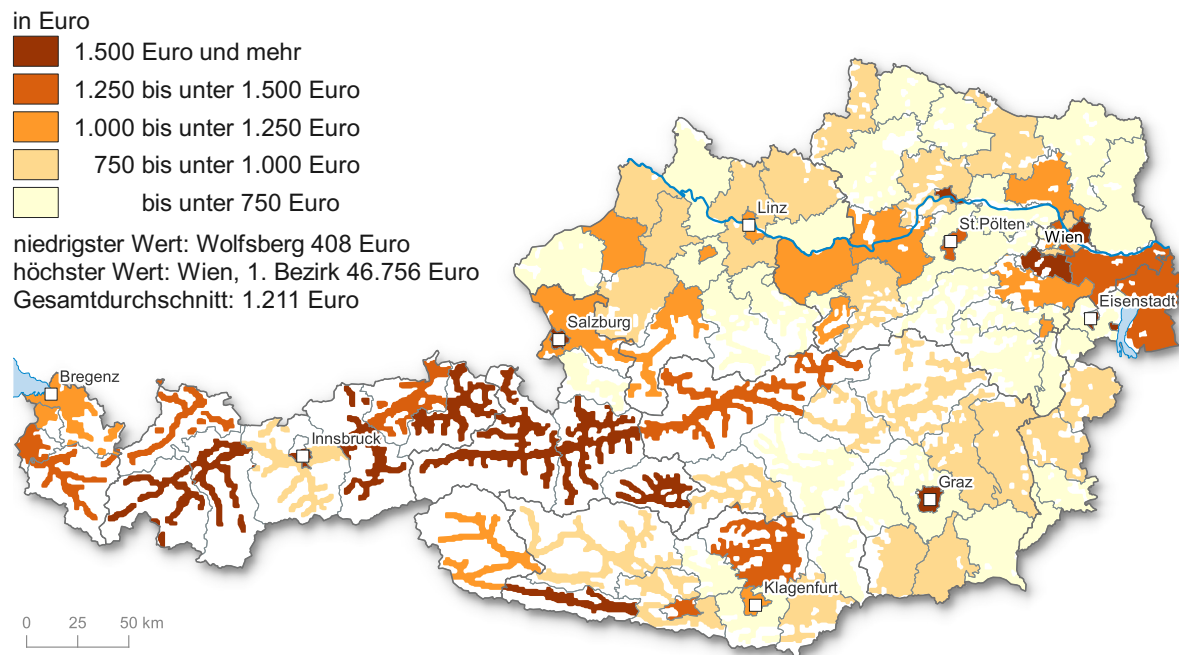 in Euro
1.500 Euro und mehr
1.250 bis unter 1.500 Euro
1.000 bis unter 1.250 Euro
750 bis unter 1.000 Euro
bis unter 750 Euro
niedrigster Wert: Wolfsberg 408 Euro
höchster Wert: Wien, 1. Bezirk 46.756 Euro
Gesamtdurchschnitt: 1.211 Euro
Linz
St.Pölten
Wien
Eisenstadt
Salzburg
Bregenz
Innsbruck
Graz
Klagenfurt
0 25 50 km